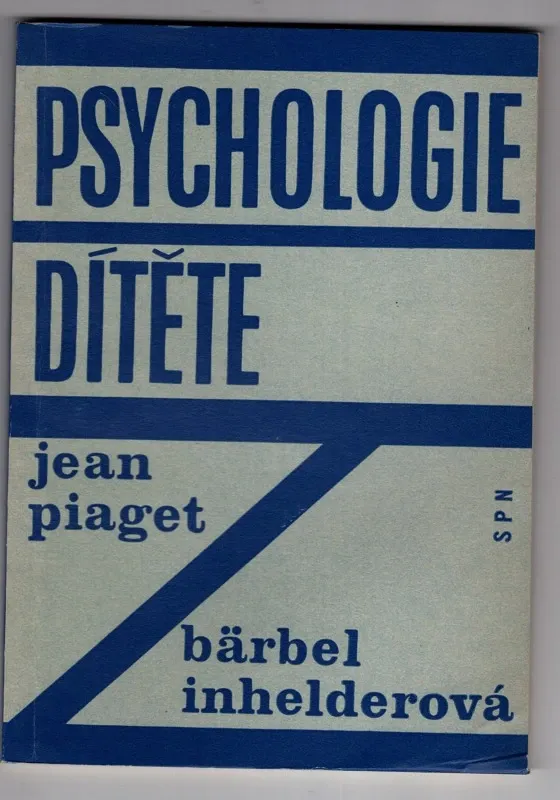 PSYCHOLOGIE
DÍTĚTE
jean
piaget
SPN
bärbel
inhelderová